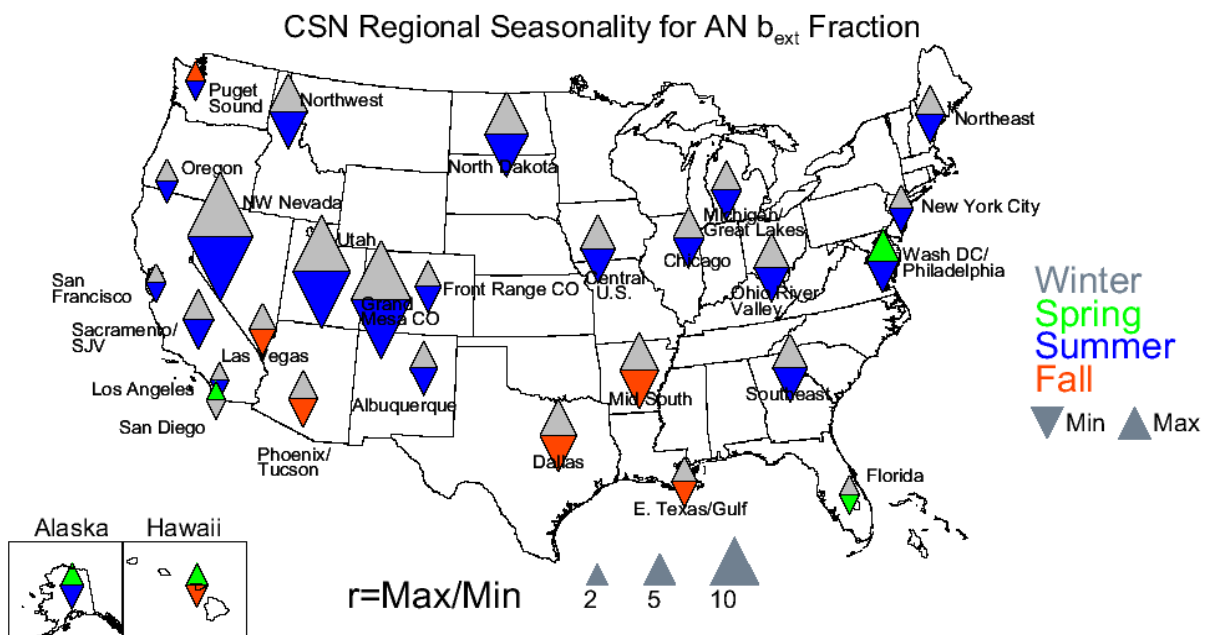 CSN Regional Seasonality for AN bext Fraction
Puget
Sound
Northwest
North Dakota
Northeast
Oregon
NW Nevada
Utah
Michigan/
Great Lakes
New York City
San
Francisco
Grand
Mesa CO
Front Range CO
Central
U.S.
Chicago
Ohio River
Valley
Wash DC/
Philadelphia
Sacramento/
SJV
Las Vegas
Los Angeles
San Diego
Albuquerque
Mid South
Southeast
Phoenix/
Tucson
Dallas
E. Texas/Gulf
Florida
Winter
Spring
Summer
Fall
Min Max
Alaska Hawaii
r=Max/Min
2 5 10